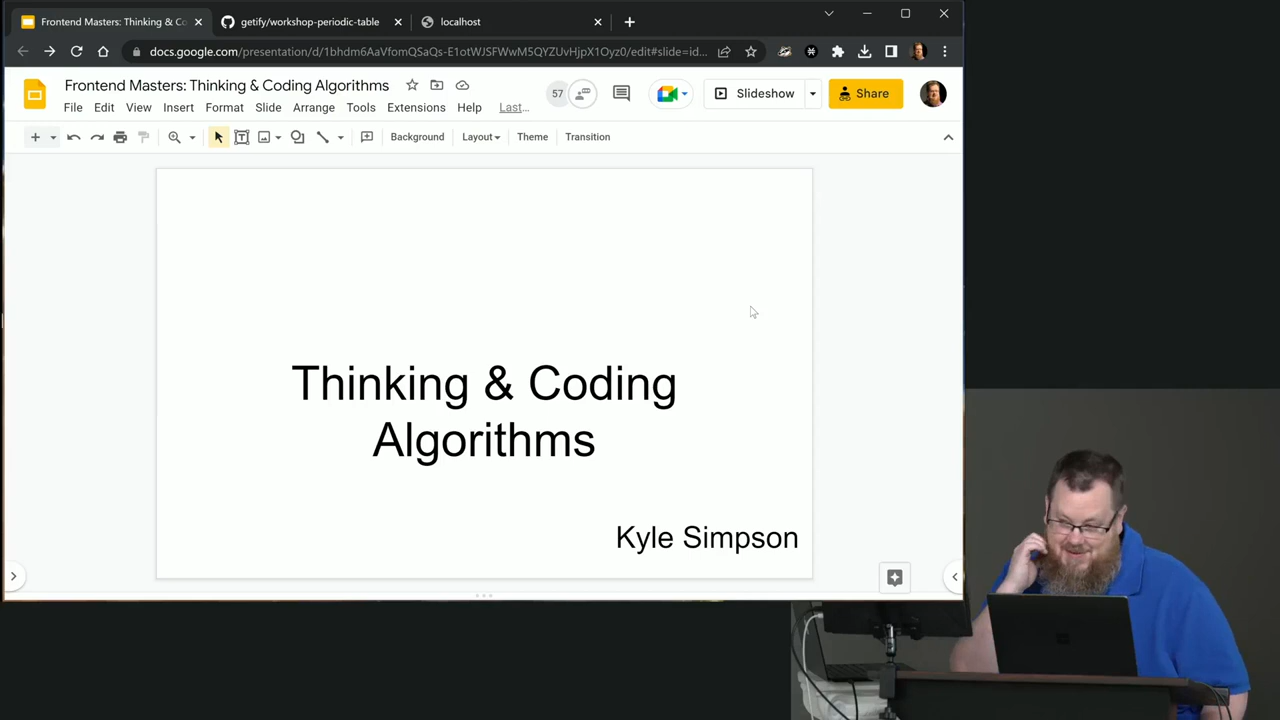 Frontend Masters: Thinking & Co
getify/workshop-periodic-table
localhost
docs.google.com/presentation/d/1bhdm6AaVfomQSaQs-E1otWJSFWwM5QYZUvHjpX1Oyz0/edit#slide=id...
Frontend Masters: Thinking & Coding Algorithms
57
Slideshow
Share
File Edit View Insert Format Slide Arrange Tools Extensions Help Last...
Background Layout Theme Transition
Thinking & Coding
Algorithms
Kyle Simpson